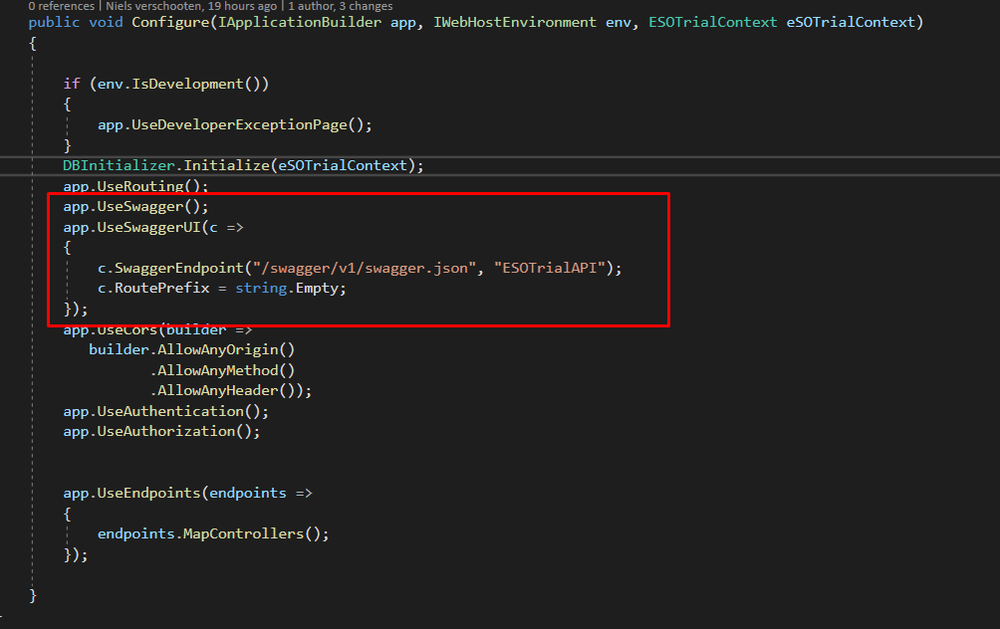 0 references | Niels verschooten, 19 hours ago | 1 author, 3 changes
public void Configure(IApplicationBuilder app, IWebHostEnvironment env, ESOTrialContext eSOTrialContext)
{
if (env.IsDevelopment())
{
app.UseDeveloperExceptionPage();
}
DBInitializer.Initialize(eSOTrialContext);
app.UseRouting();
app.UseSwagger();
app.UseSwaggerUI(c =>
{
c.SwaggerEndpoint("/swagger/v1/swagger.json", "ESOTrialAPI");
c.RoutePrefix = string.Empty;
});
app.UseCors(builder =>
builder.AllowAnyOrigin()
.AllowAnyMethod()
.AllowAnyHeader());
app.UseAuthentication();
app.UseAuthorization();
app.UseEndpoints(endpoints =>
{
endpoints.MapControllers();
});
}